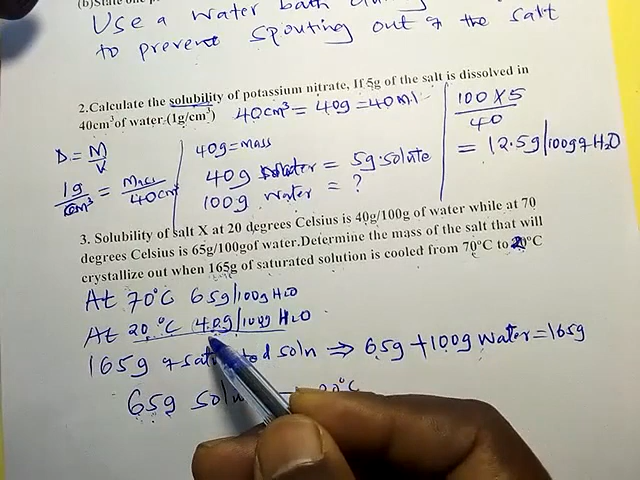 (b)State one
Use a water bath
to prevent spouting out of the salt
2.Calculate the solubility of potassium nitrate, If 5g of the salt is dissolved in
40cm³of water.(1g/cm³) 40cm³ = 40g = 40ml
D = M/V
1g/cm³ = Mass/40cm³
40g = mass
40g water = 5g solute
100g water = ?
100 X 5
40
= 12.5g/100g of H₂O
3. Solubility of salt X at 20 degrees Celsius is 40g/100g of water while at 70
degrees Celsius is 65g/100gof water.Determine the mass of the salt that will
crystallize out when 165g of saturated solution is cooled from 70°C to 20°C
At 70°C 65g/100g H₂O
At 20°C 40g/100g H₂O
165g of saturated soln ⇒ 65g + 100g water = 165g
65g